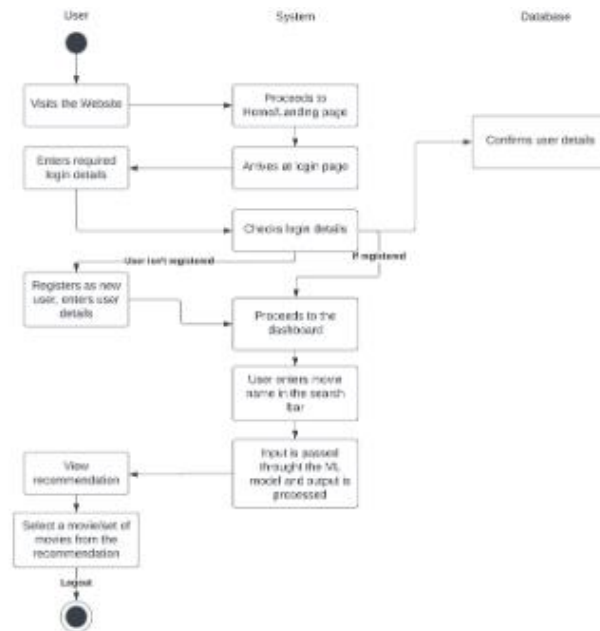 User
System
Database
Visits the Website
Proceeds to
Home/Landing page
Enters required
login details
Arrives at login page
Confirms user details
Checks login details
User isn't registered
If registered
Registers as new
user, enters user
details
Proceeds to the
dashboard
User enters movie
name in the search
bar
View
recommendation
Input is passed
throught the ML
model and output is
processed
Select a movie/set of
movies from the
recommendation
Logout